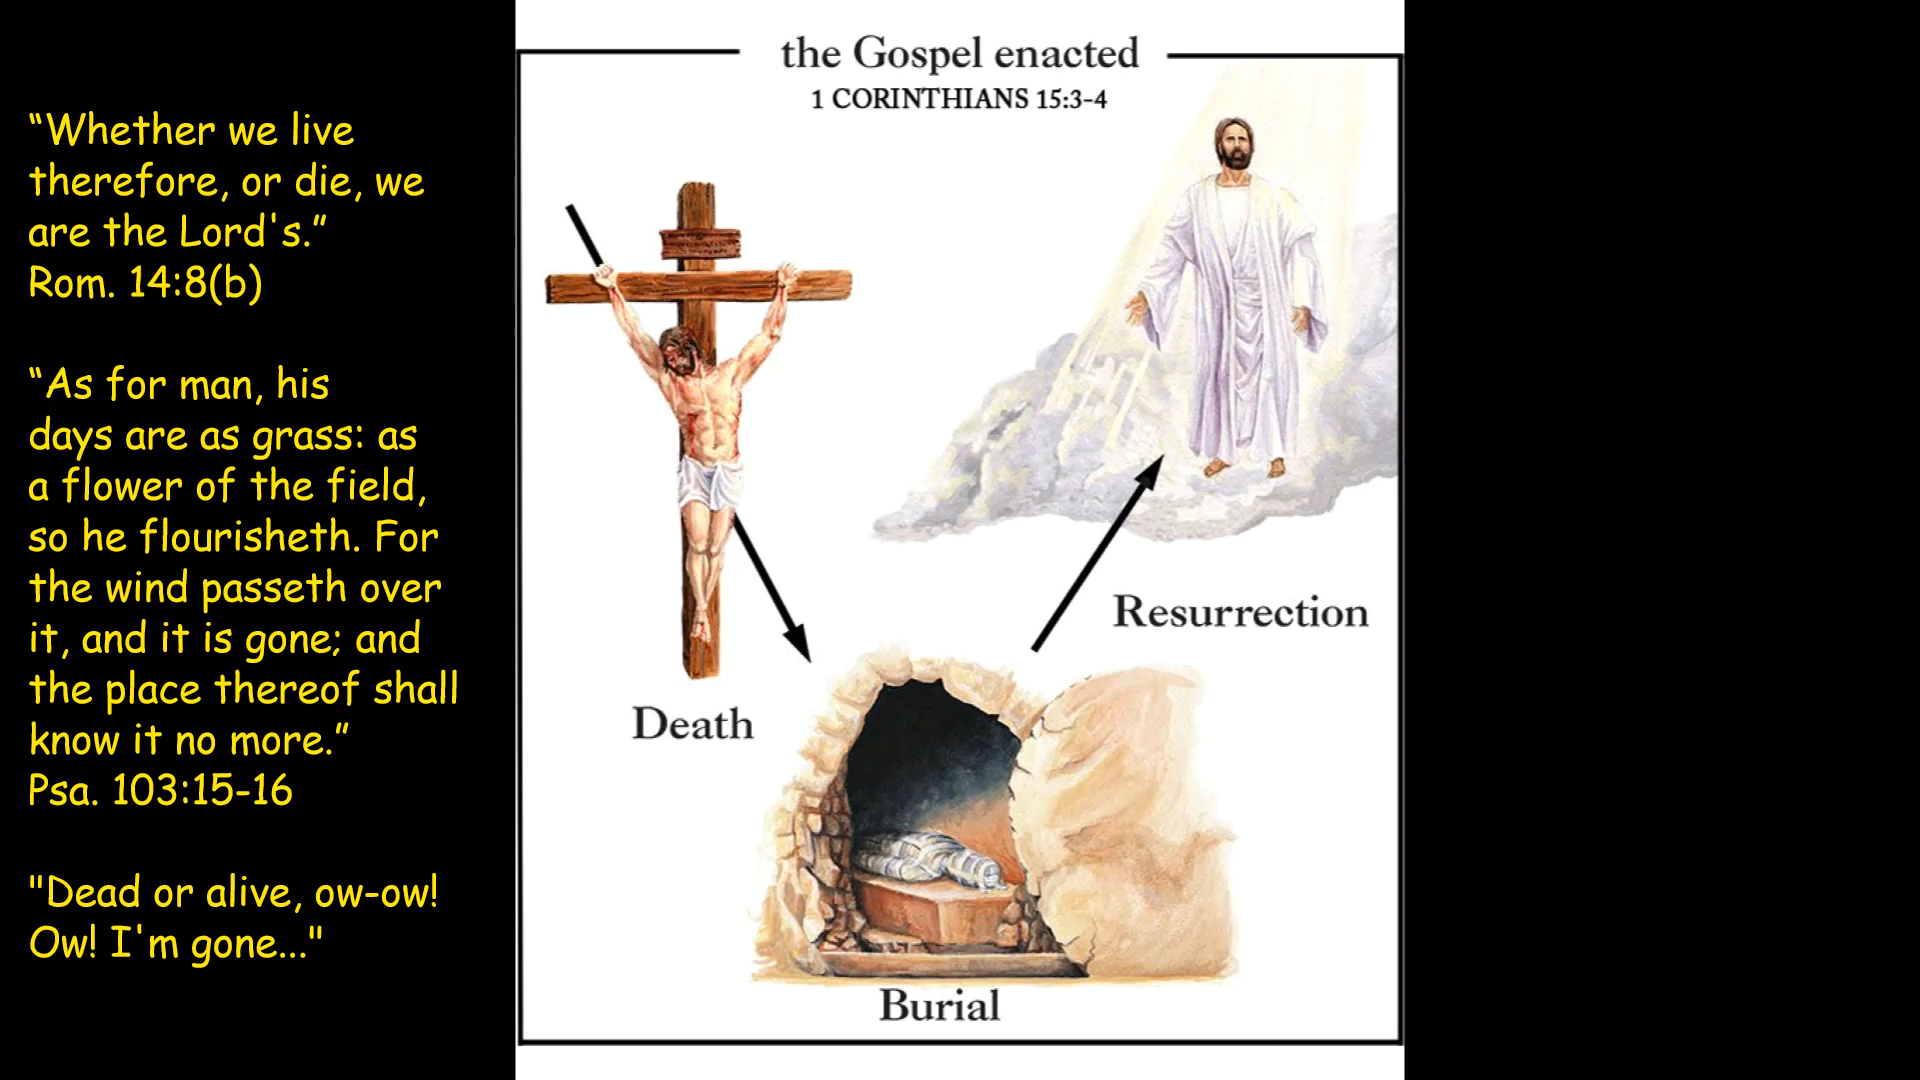 “Whether we live
therefore, or die, we
are the Lord's.”
Rom. 14:8(b)
“As for man, his
days are as grass: as
a flower of the field,
so he flourisheth. For
the wind passeth over
it, and it is gone; and
the place thereof shall
know it no more.”
Psa. 103:15-16
"Dead or alive, ow-ow!
Ow! I'm gone..."
the Gospel enacted
1 CORINTHIANS 15:3-4
Death
Resurrection
Burial